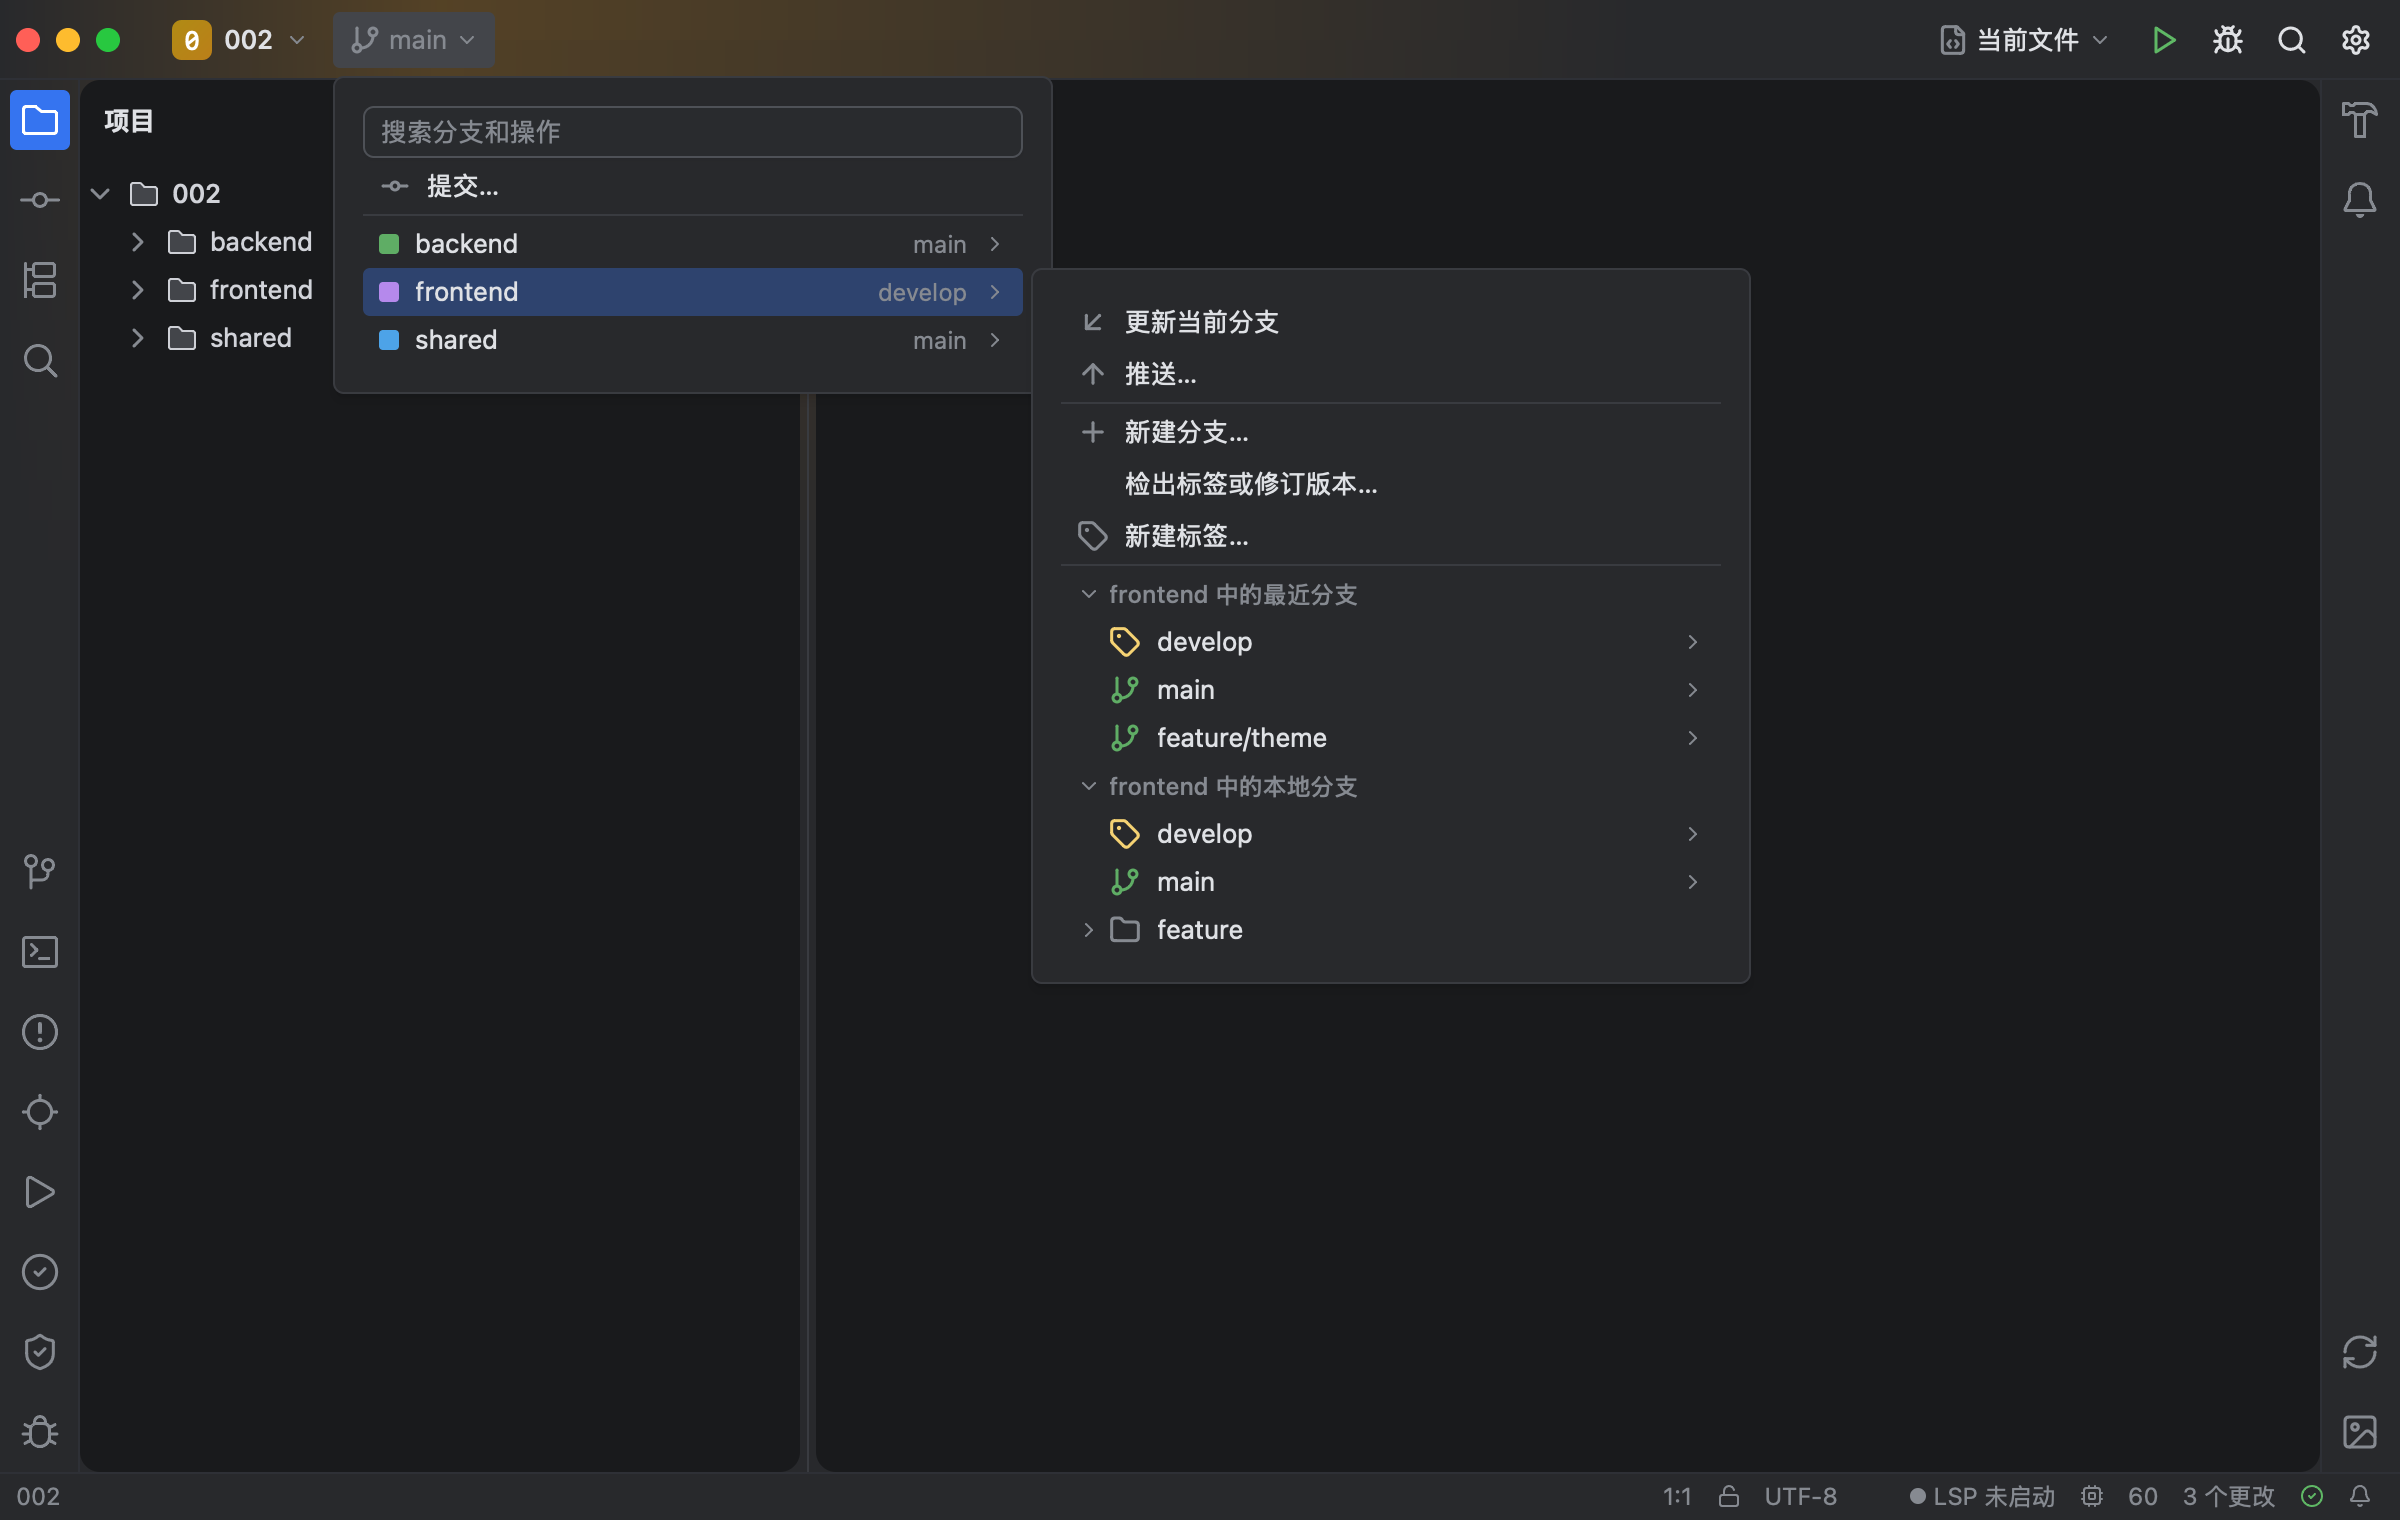 0 002 main 当前文件
项目
002
backend
frontend
shared
搜索分支和操作
提交...
backend main
frontend develop
shared main
更新当前分支
推送...
新建分支...
检出标签或修订版本...
新建标签...
frontend 中的最近分支
develop
main
feature/theme
frontend 中的本地分支
develop
main
feature
002 1:1 UTF-8 LSP 未启动 60 3 个更改